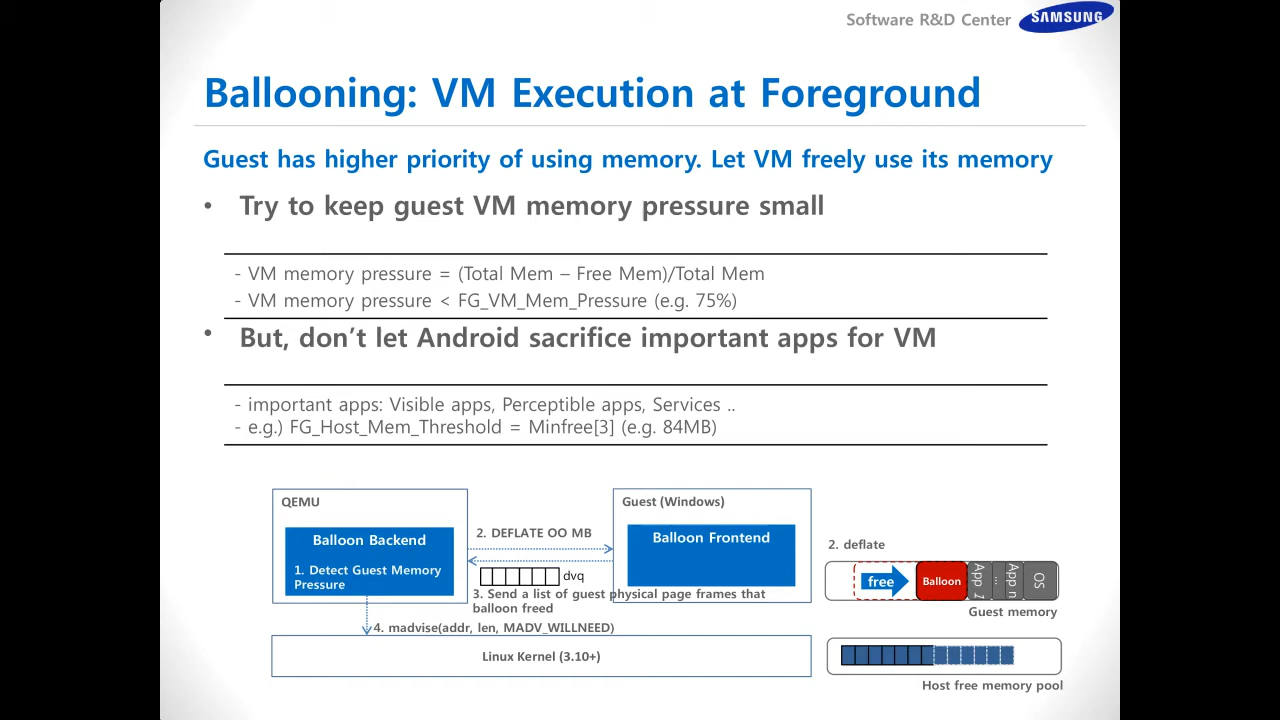 Software R&D Center
SAMSUNG
Ballooning: VM Execution at Foreground
Guest has higher priority of using memory. Let VM freely use its memory
• Try to keep guest VM memory pressure small
- VM memory pressure = (Total Mem – Free Mem)/Total Mem
- VM memory pressure < FG_VM_Mem_Pressure (e.g. 75%)
• But, don’t let Android sacrifice important apps for VM
- important apps: Visible apps, Perceptible apps, Services ..
- e.g.) FG_Host_Mem_Threshold = Minfree[3] (e.g. 84MB)
QEMU
Balloon Backend
1. Detect Guest Memory
Pressure
2. DEFLATE OO MB
dvq
3. Send a list of guest physical page frames that
balloon freed
4. madvise(addr, len, MADV_WILLNEED)
Guest (Windows)
Balloon Frontend
Linux Kernel (3.10+)
2. deflate
free
Balloon
App 1
...
App n
OS
Guest memory
Host free memory pool